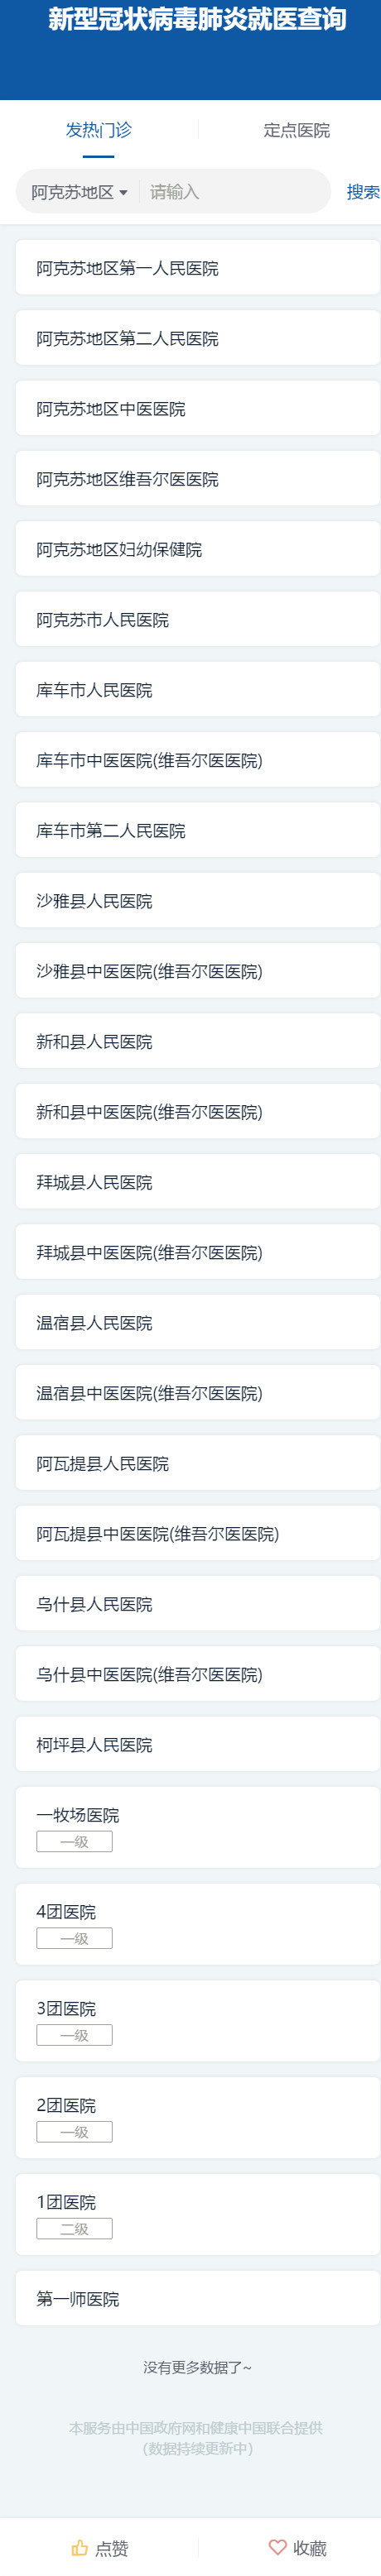 新型冠状病毒肺炎就医查询
发热门诊 定点医院
阿克苏地区 请输入 搜索
阿克苏地区第一人民医院
阿克苏地区第二人民医院
阿克苏地区中医医院
阿克苏地区维吾尔医医院
阿克苏地区妇幼保健院
阿克苏市人民医院
库车市人民医院
库车市中医医院(维吾尔医医院)
库车市第二人民医院
沙雅县人民医院
沙雅县中医医院(维吾尔医医院)
新和县人民医院
新和县中医医院(维吾尔医医院)
拜城县人民医院
拜城县中医医院(维吾尔医医院)
温宿县人民医院
温宿县中医医院(维吾尔医医院)
阿瓦提县人民医院
阿瓦提县中医医院(维吾尔医医院)
乌什县人民医院
乌什县中医医院(维吾尔医医院)
柯坪县人民医院
一牧场医院
一级
4团医院
一级
3团医院
一级
2团医院
一级
1团医院
二级
第一师医院
没有更多数据了~
本服务由中国政府网和健康中国联合提供
(数据持续更新中)
点赞 收藏